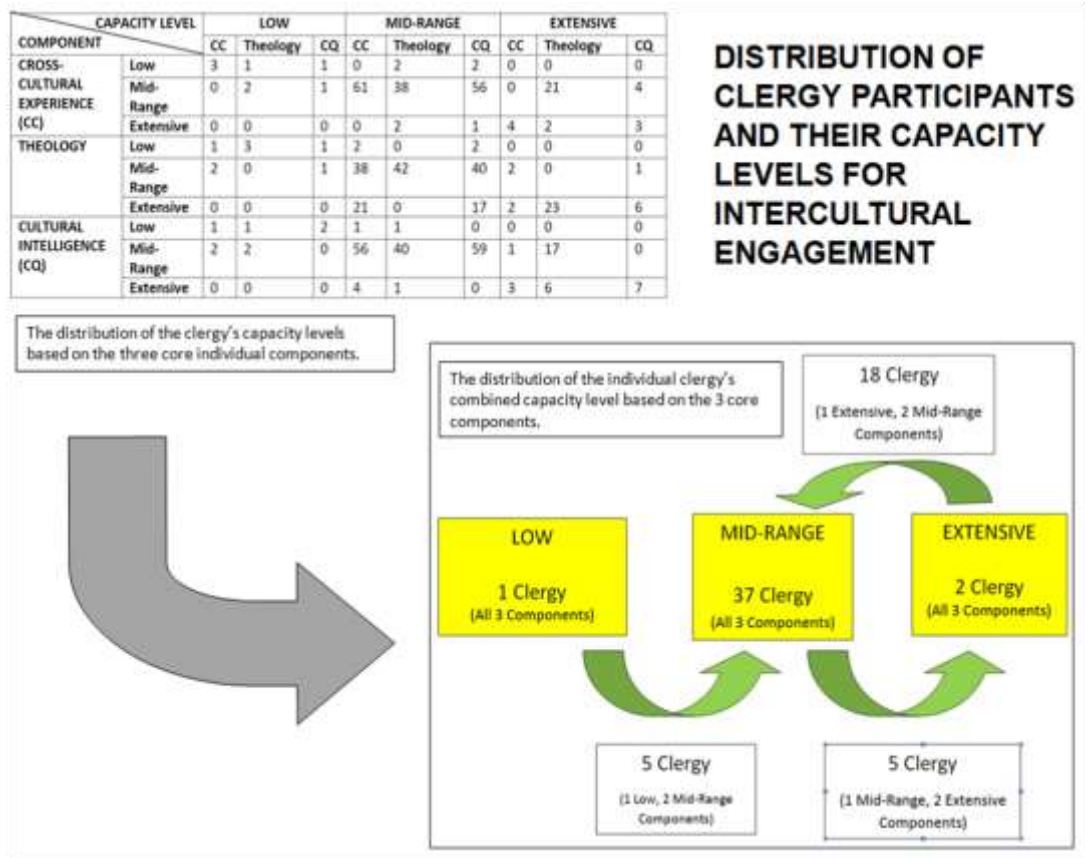 CAPACITY LEVEL LOW MID-RANGE EXTENSIVE
COMPONENT CC Theology CQ CC Theology CQ CC Theology CQ
CROSS-CULTURAL EXPERIENCE (CC) Low 3 1 1 0 2 2 0 0 0
Mid-Range 0 2 1 61 38 56 0 21 4
Extensive 0 0 0 0 2 1 4 2 3
THEOLOGY Low 1 3 1 2 0 2 0 0 0
Mid-Range 2 0 1 38 42 40 2 0 1
Extensive 0 0 0 21 0 17 2 23 6
CULTURAL INTELLIGENCE (CQ) Low 1 1 2 1 1 0 0 0 0
Mid-Range 2 2 0 56 40 59 1 17 0
Extensive 0 0 0 4 1 0 3 6 7
DISTRIBUTION OF
CLERGY PARTICIPANTS
AND THEIR CAPACITY
LEVELS FOR
INTERCULTURAL
ENGAGEMENT
The distribution of the clergy's capacity levels
based on the three core individual components.
The distribution of the individual clergy's
combined capacity level based on the 3 core
components.
18 Clergy
(1 Extensive, 2 Mid-Range
Components)
LOW
1 Clergy
(All 3 Components)
MID-RANGE
37 Clergy
(All 3 Components)
EXTENSIVE
2 Clergy
(All 3 Components)
5 Clergy
(1 Low, 2 Mid-Range
Components)
5 Clergy
(1 Mid-Range, 2 Extensive
Components)